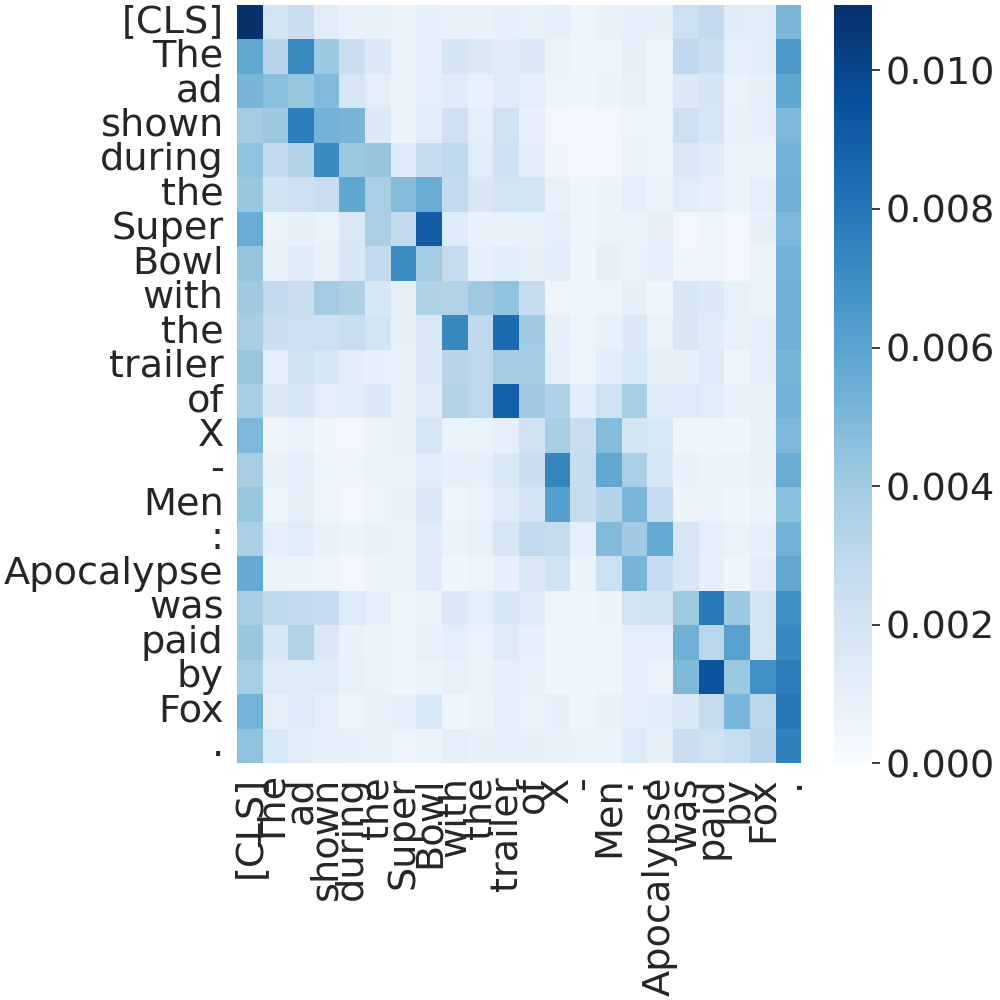 [CLS]
The
ad
shown
during
the
Super
Bowl
with
the
trailer
of
X
-
Men
:
Apocalypse
was
paid
by
Fox
.
[CLS]
The
ad
shown
during
the
Super
Bowl
with
the
trailer
of
X
-
Men
:
Apocalypse
was
paid
by
Fox
.
0.010
0.008
0.006
0.004
0.002
0.000